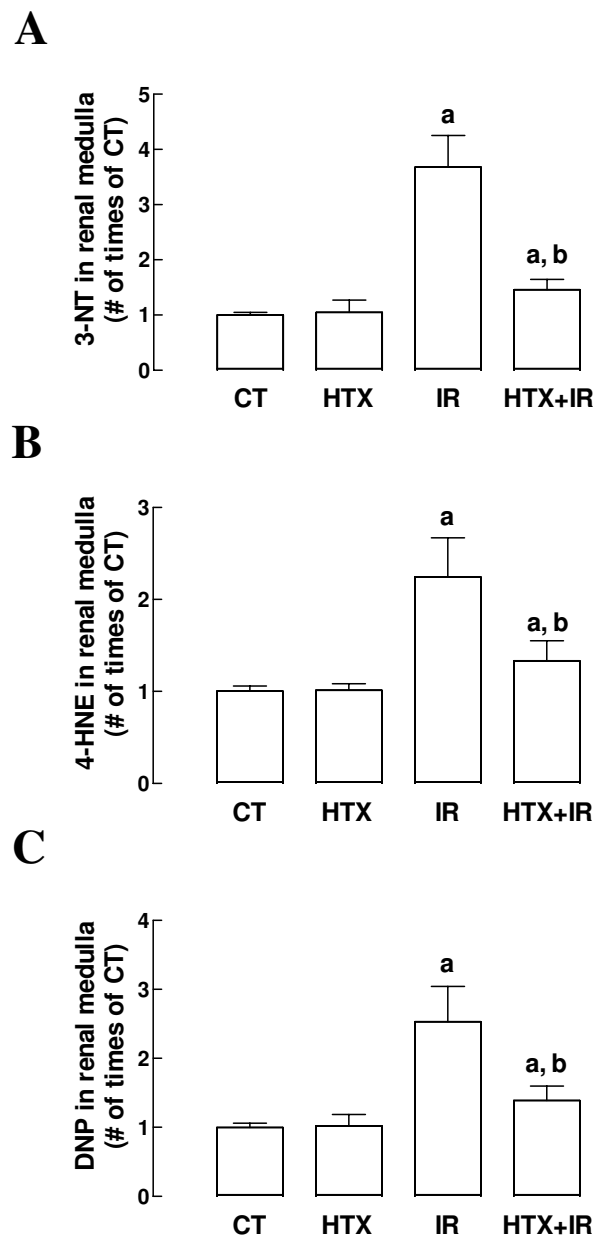 A
3-NT in renal medulla
(# of times of CT)
5
4
3
2
1
0
a
a, b
CT HTX IR HTX+IR
B
4-HNE in renal medulla
(# of times of CT)
3
2
1
0
a
a, b
CT HTX IR HTX+IR
C
DNP in renal medulla
(# of times of CT)
4
3
2
1
0
a
a, b
CT HTX IR HTX+IR